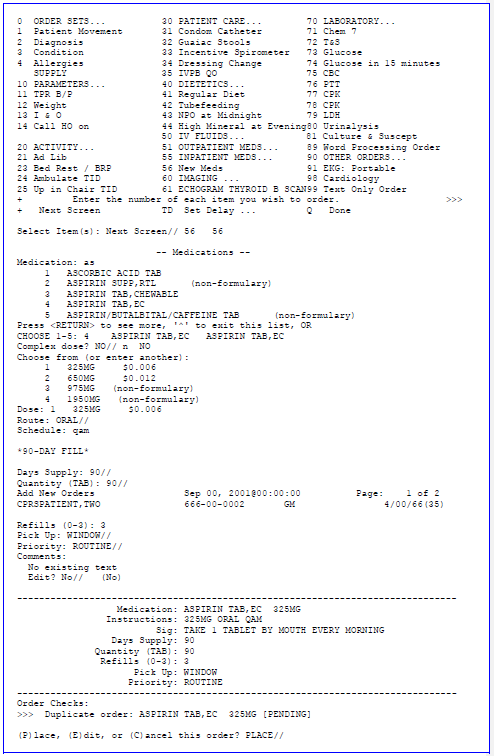 0  ORDER SETS...            30 PATIENT CARE...         70 LABORATORY...
1  Patient Movement         31 Condom Catheter         71 Chem 7
2  Diagnosis                32 Guaiac Stools           72 T&S
3  Condition                33 Incentive Spirometer    73 Glucose
4  Allergies                34 Dressing Change         74 Glucose in 15 minutes
   SUPPLY                   35 IVPB QO                 75 CBC
10 PARAMETERS...            40 DIETETICS...            76 PTT
11 TPR B/P                  41 Regular Diet            77 CPK
12 Weight                   42 Tubefeeding             78 CPK
13 I & O                    43 NPO at Midnight         79 LDH
14 Call HO on               44 High Mineral at Evening80 Urinalysis
                            50 IV FLUIDS...            81 Culture & Suscept
20 ACTIVITY...              51 OUTPATIENT MEDS...      89 Word Processing Order
21 Ad Lib                   55 INPATIENT MEDS...       90 OTHER ORDERS...
23 Bed Rest / BRP           56 New Meds                91 EKG: Portable
24 Ambulate TID             60 IMAGING ...             98 Cardiology
25 Up in Chair TID          61 ECHOGRAM THYROID B SCAN99 Text Only Order
+         Enter the number of each item you wish to order.                   >>>
+   Next Screen            TD  Set Delay ...         Q   Done
Select Item(s): Next Screen// 56   56
-- Medications --
Medication: as
     1   ASCORBIC ACID TAB
     2   ASPIRIN SUPP,RTL      (non-formulary)
     3   ASPIRIN TAB,CHEWABLE
     4   ASPIRIN TAB,EC
     5   ASPIRIN/BUTALBITAL/CAFFEINE TAB      (non-formulary)
Press <RETURN> to see more, '^' to exit this list, OR
CHOOSE 1-5: 4    ASPIRIN TAB,EC   ASPIRIN TAB,EC
Complex dose? NO// n  NO
Choose from (or enter another):
     1   325MG     $0.006
     2   650MG     $0.012
     3   975MG   (non-formulary)
     4   1950MG   (non-formulary)
Dose: 1   325MG     $0.006
Route: ORAL//
Schedule: qam
*90-DAY FILL*
Days Supply: 90//
Quantity (TAB): 90//
Add New Orders                  Sep 00, 2001@00:00:00          Page:    1 of 2
CPRSPATIENT,TWO                 666-00-0002       GM                4/00/66(35)
Refills (0-3): 3
Pick Up: WINDOW//
Priority: ROUTINE//
Comments:
  No existing text
  Edit? No//   (No)
Medication: ASPIRIN TAB,EC  325MG
Instructions: 325MG ORAL QAM
Sig: TAKE 1 TABLET BY MOUTH EVERY MORNING
Days Supply: 90
Quantity (TAB): 90
Refills (0-3): 3
Pick Up: WINDOW
Priority: ROUTINE
Order Checks:
>>>  Duplicate order: ASPIRIN TAB,EC  325MG [PENDING]
(P)lace, (E)dit, or (C)ancel this order? PLACE//